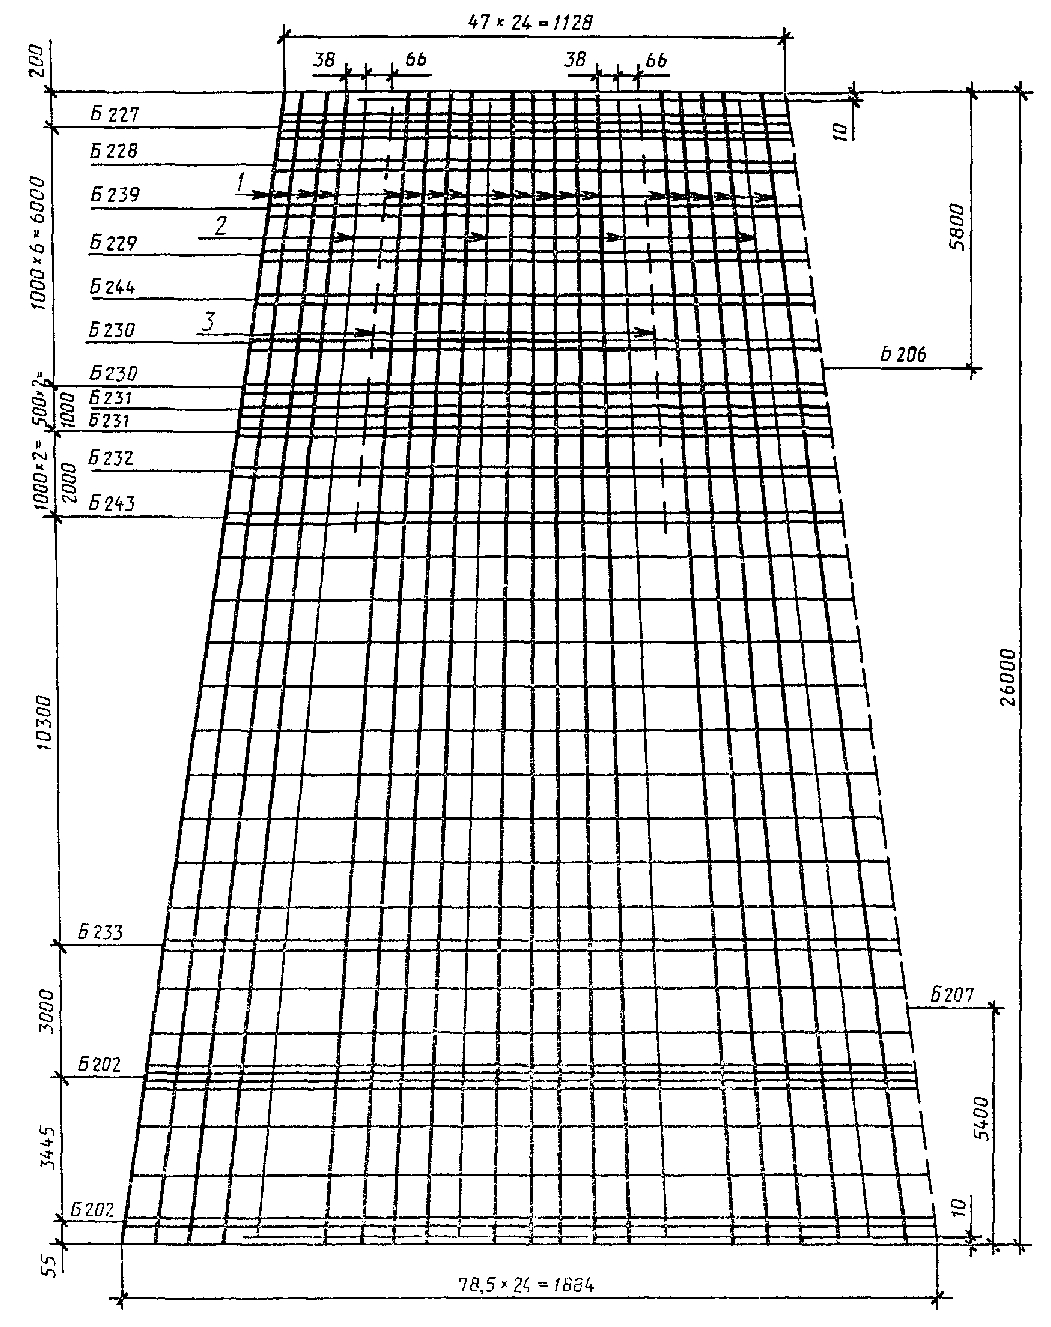 47 × 24 = 1128
38 66 38 66
200
Б 227
10
Б 228
1
Б 239
1000 × 6 = 6000
2
5800
Б 229
Б 244
3
Б 230
Б 206
Б 230
500 × 2 =
1000
Б 231
Б 231
1000 × 2 =
2000
Б 232
Б 243
26000
10300
Б 233
Б 207
3000
Б 202
5400
3445
Б 202
10
55
78,5 × 24 = 1884